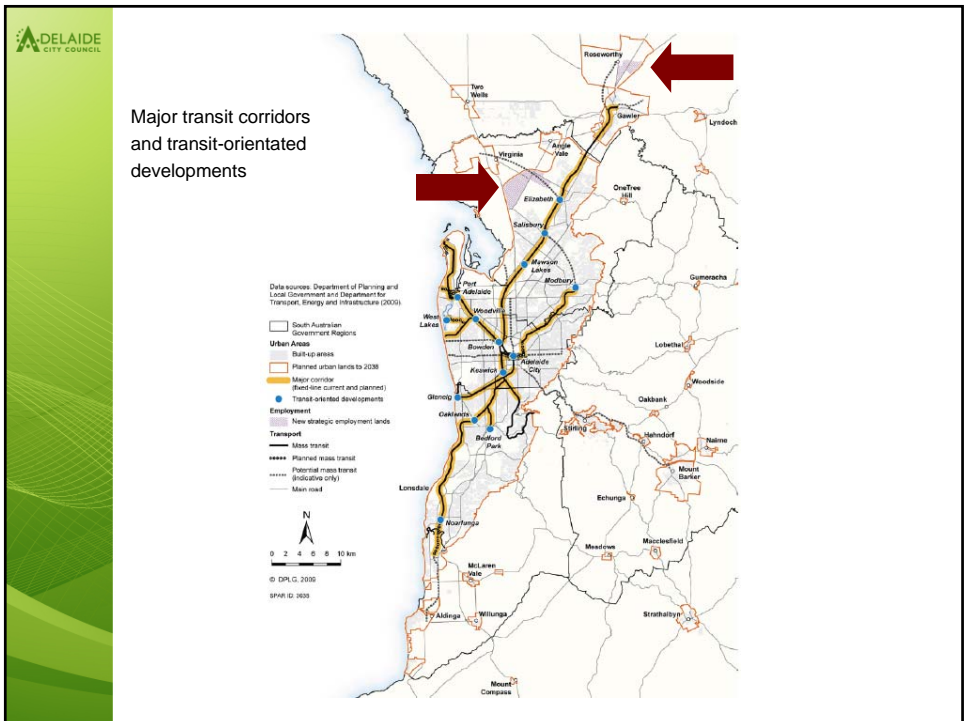 ADELAIDE
CITY COUNCIL
Major transit corridors
and transit-orientated
developments
Roseworthy
Two
Wells
Gawler
Lyndoch
Virginia
Angle
Vale
Elizabeth
OneTree
Hill
Salisbury
Mawson
Lakes
Modbury
Gumeracha
Port
Adelaide
West
Lakes
Woodville
Bowden
Adelaide
City
Keswick
Lobethal
Woodside
Glenelg
Oaklands
Oakbank
Bedford
Park
Stirling
Hahndorf
Nairne
Mount
Barker
Lonsdale
Echunga
Noarlunga
Meadows
Macclesfield
McLaren
Vale
Aldinga
Willunga
Strathalbyn
Mount
Compass
Data sources. Department of Planning and
Local Government and Department for
Transport, Energy and Infrastructure (2009).
South Australian
Government Regions
Urban Areas
Built-up areas
Planned urban lands to 2038
Major corridor
(fixed-line current and planned)
Transit-oriented developments
Employment
New strategic employment lands
Transport
Mass transit
Planned mass transit
Potential mass transit
(indicative only)
Main road
N
0 2 4 6 8 10 km
© DPLG, 2009